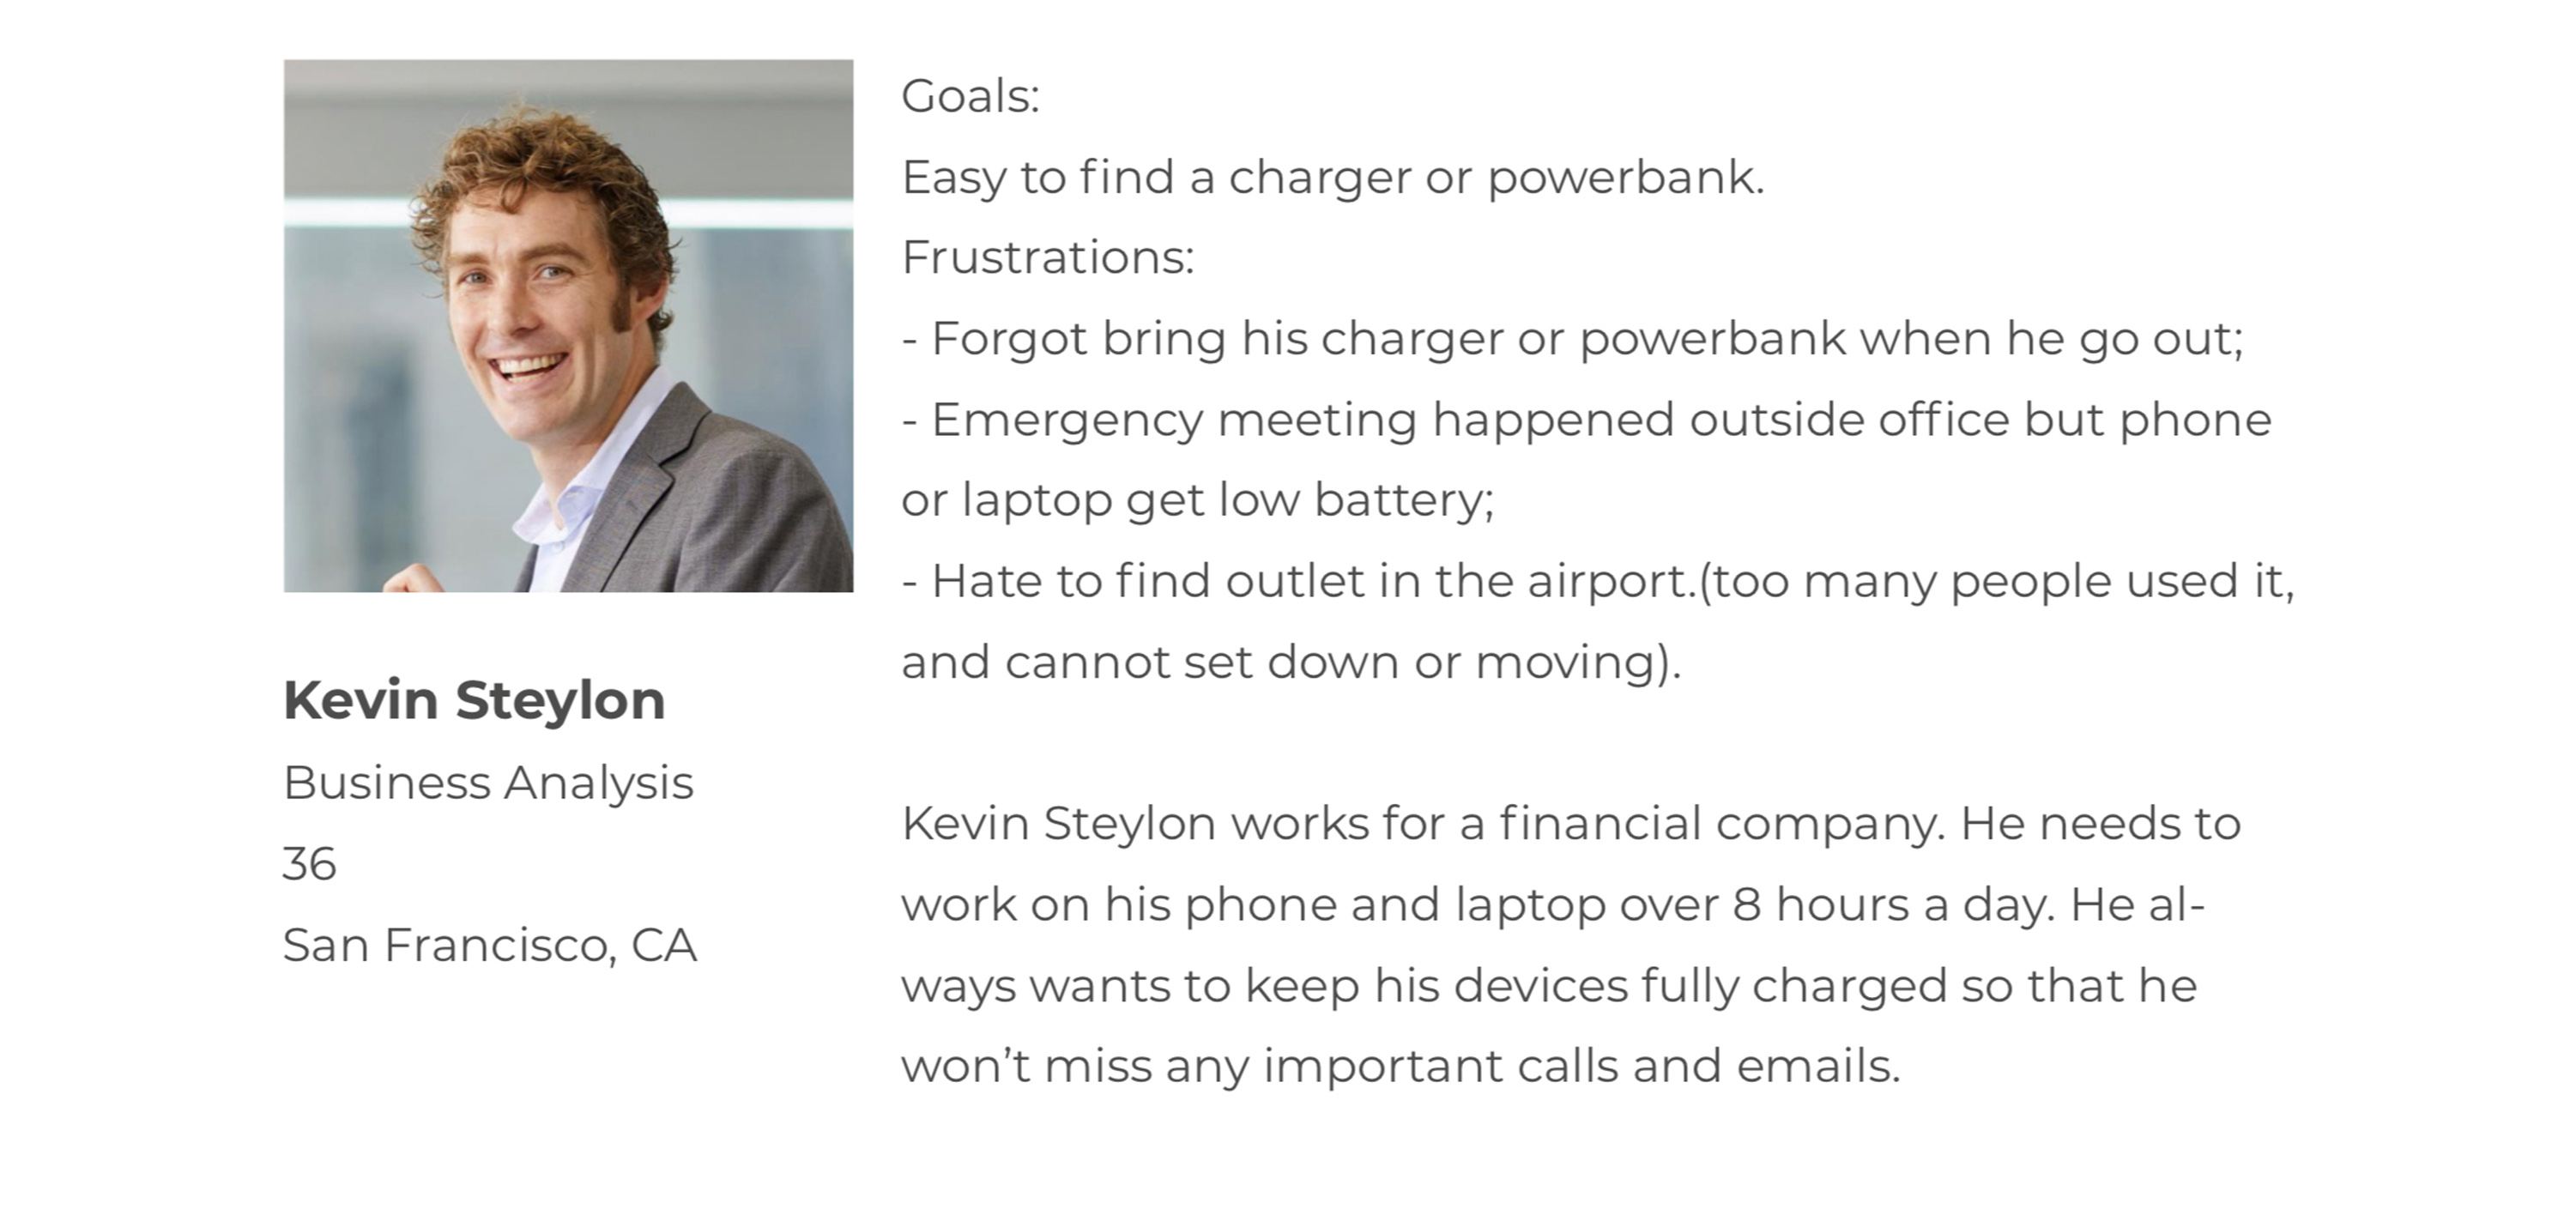 Goals:
Easy to find a charger or powerbank.
Frustrations:
- Forgot bring his charger or powerbank when he go out;
- Emergency meeting happened outside office but phone
or laptop get low battery;
- Hate to find outlet in the airport.(too many people used it,
and cannot set down or moving).
Kevin Steylon
Business Analysis
36
San Francisco, CA
Kevin Steylon works for a financial company. He needs to
work on his phone and laptop over 8 hours a day. He al-
ways wants to keep his devices fully charged so that he
won’t miss any important calls and emails.